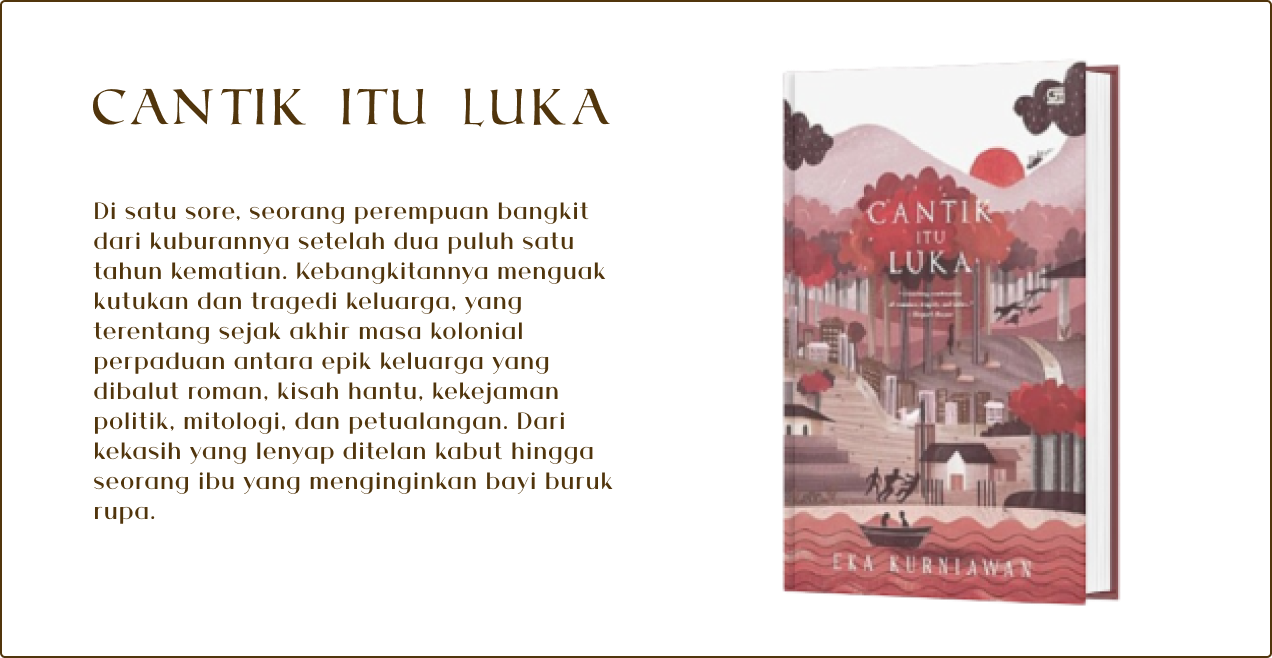 CANTIK ITU LUKA
Di satu sore, seorang perempuan bangkit
dari kuburannya setelah dua puluh satu
tahun kematian. Kebangkitannya menguak
kutukan dan tragedi keluarga, yang
terentang sejak akhir masa kolonial
perpaduan antara epik keluarga yang
dibalut roman, kisah hantu, kekejaman
politik, mitologi, dan petualangan. Dari
kekasih yang lenyap ditelan kabut hingga
seorang ibu yang menginginkan bayi buruk
rupa.
CANTIK
ITU
LUKA
EKA KURNIAWAN